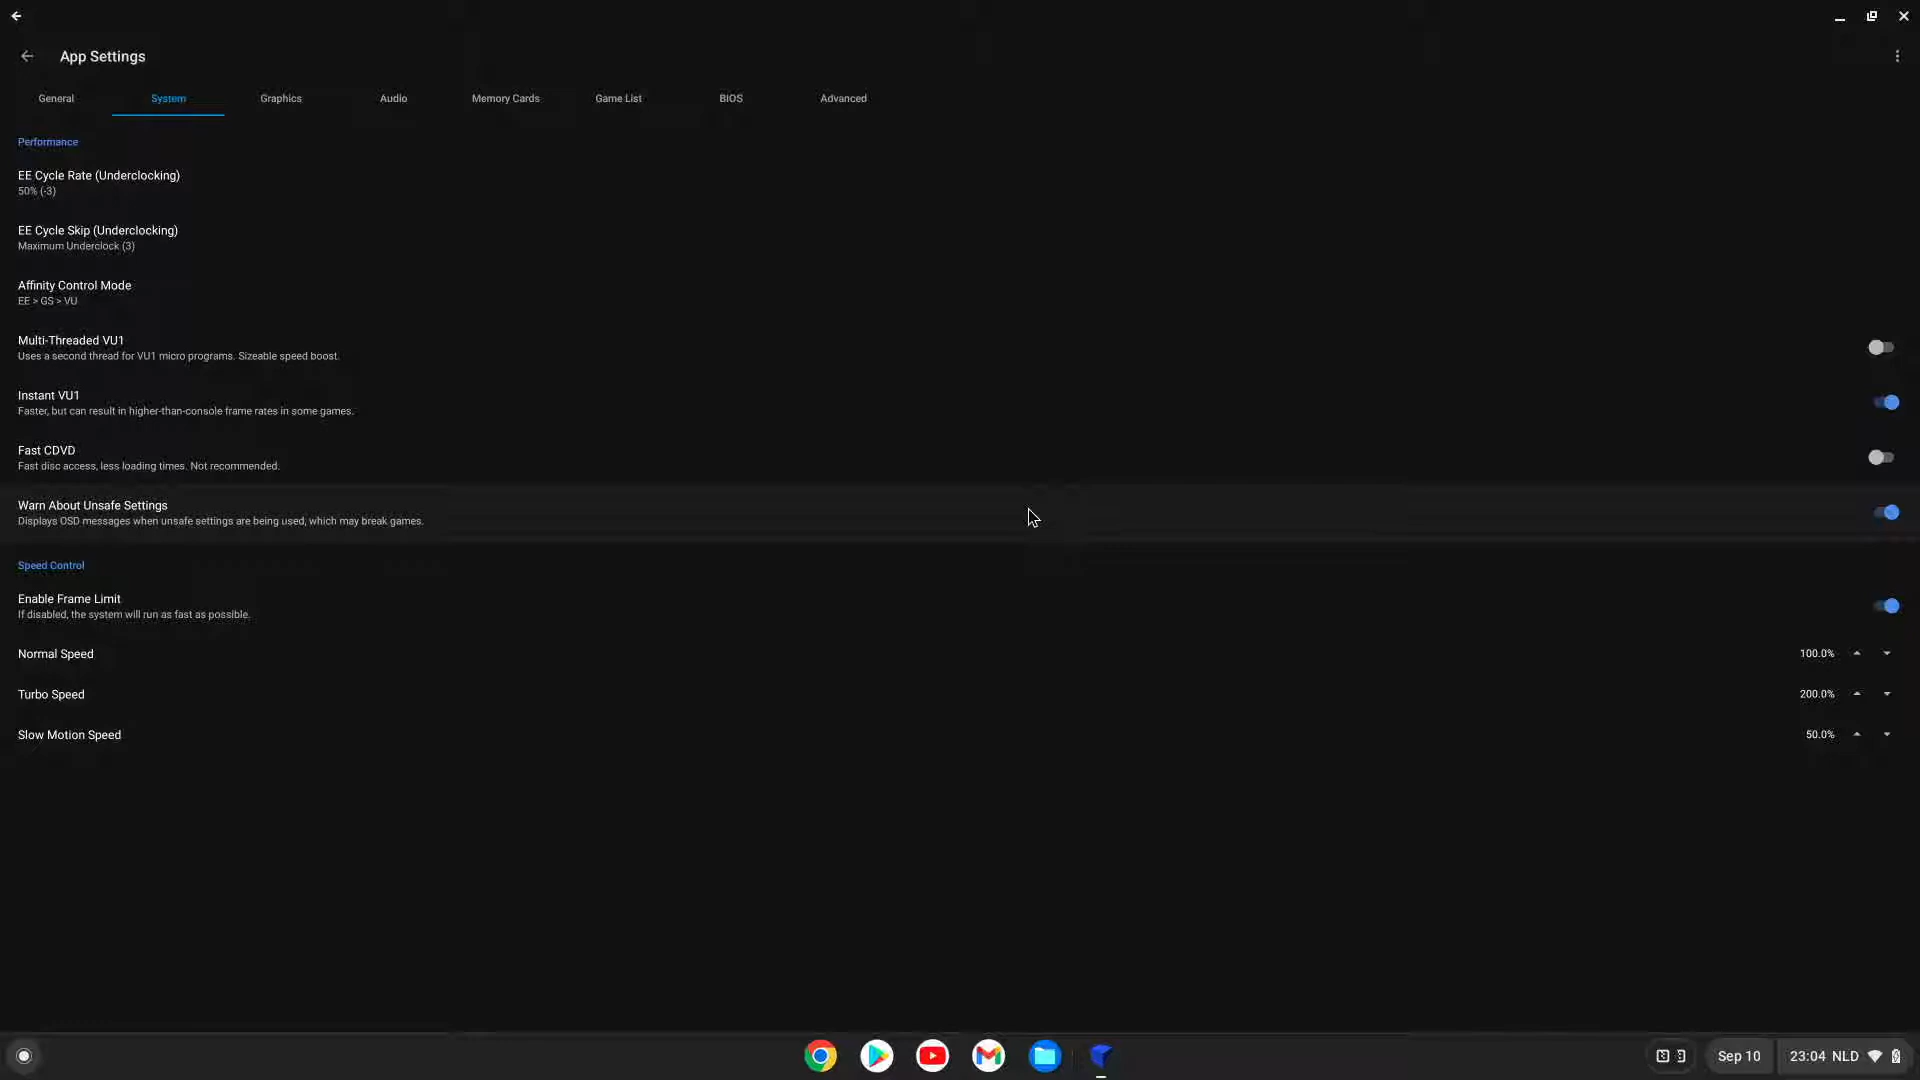 App Settings
General System Graphics Audio Memory Cards Game List BIOS Advanced
Performance
EE Cycle Rate (Underclocking)
50% (-3)
EE Cycle Skip (Underclocking)
Maximum Underclock (3)
Affinity Control Mode
EE > GS > VU
Multi-Threaded VU1
Uses a second thread for VU1 micro programs. Sizeable speed boost.
Instant VU1
Faster, but can result in higher-than-console frame rates in some games.
Fast CDVD
Fast disc access, less loading times. Not recommended.
Warn About Unsafe Settings
Displays OSD messages when unsafe settings are being used, which may break games.
Speed Control
Enable Frame Limit
If disabled, the system will run as fast as possible.
Normal Speed 100.0%
Turbo Speed 200.0%
Slow Motion Speed 50.0%
Sep 10 23:04 NLD